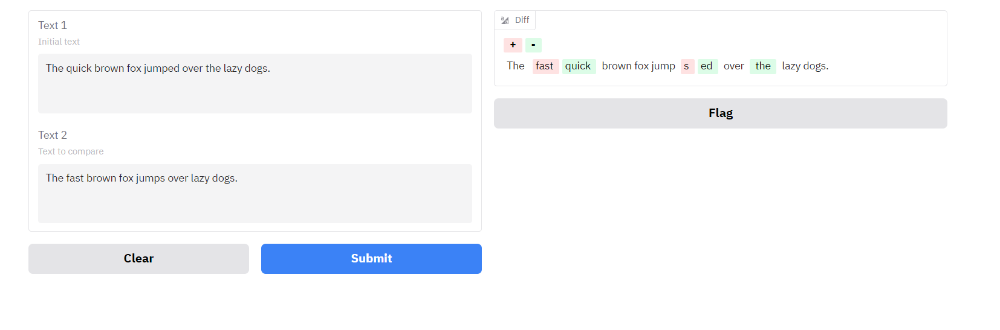 Text 1
Initial text
The quick brown fox jumped over the lazy dogs.
Text 2
Text to compare
The fast brown fox jumps over lazy dogs.
Clear
Submit
Diff
+ -
The fast quick brown fox jump s ed over the lazy dogs.
Flag